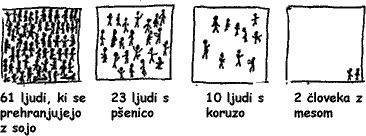 61 ljudi, ki se
prehranjujejo
z sojo
23 ljudi s
pšenico
10 ljudi s
koruzo
2 človeka z
mesom